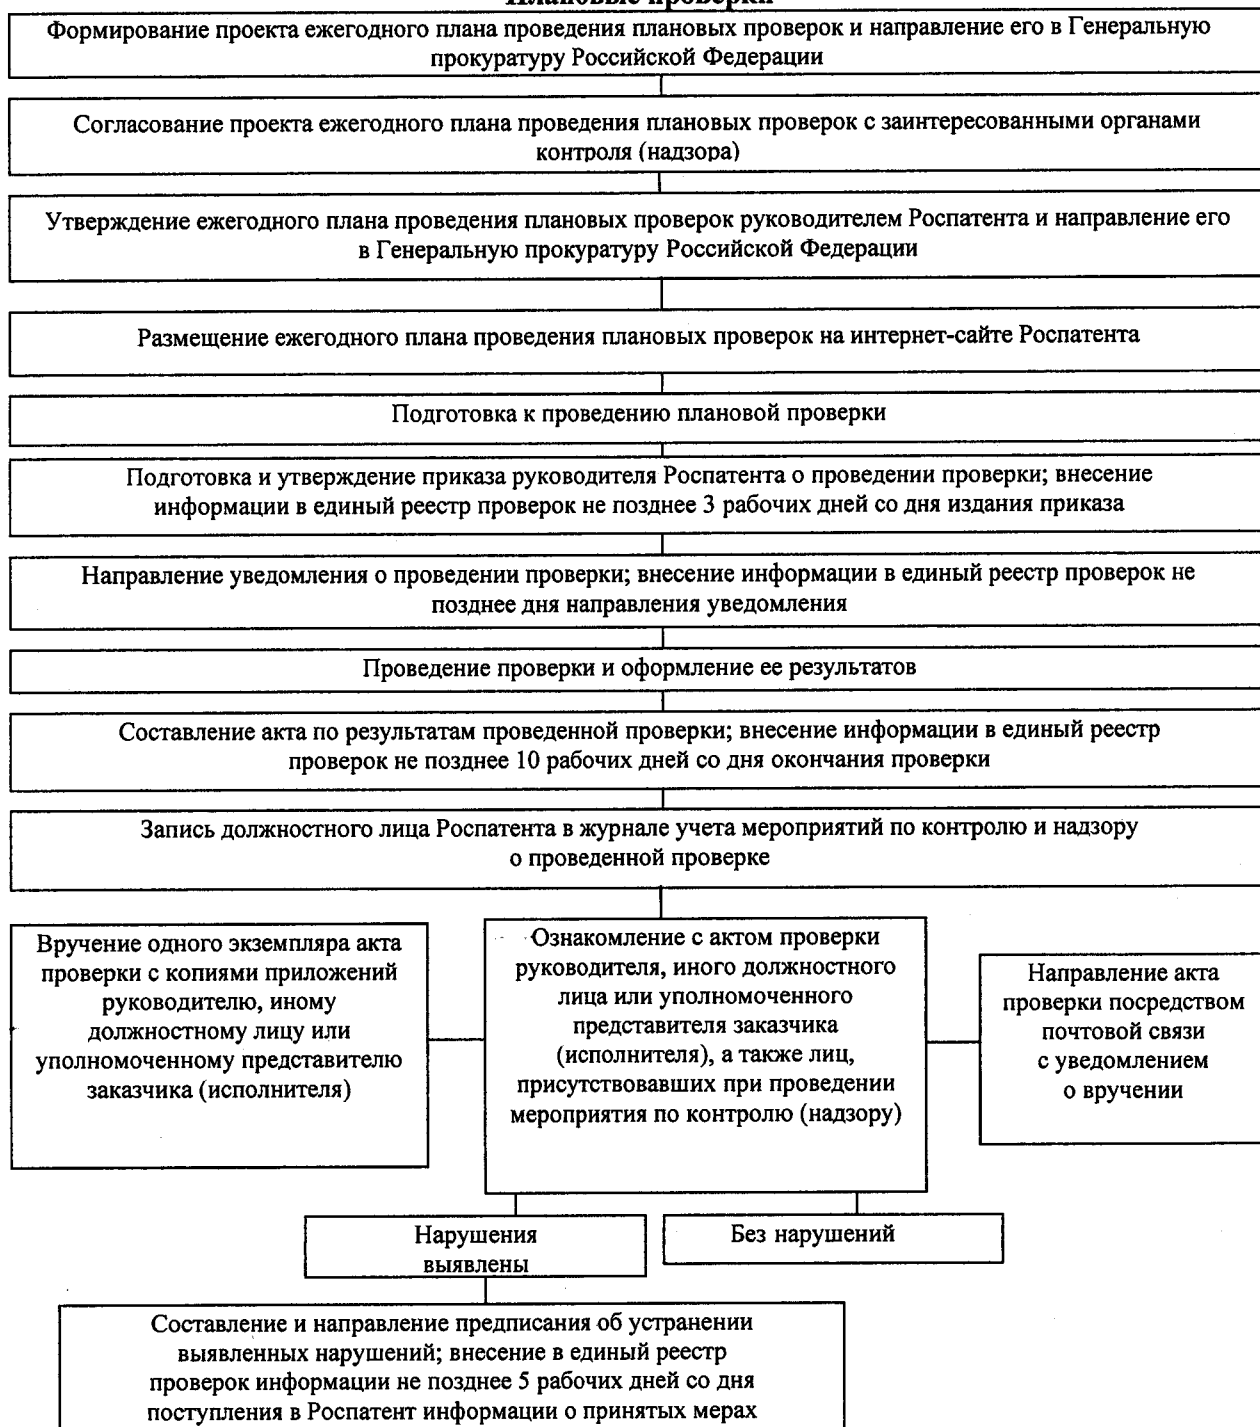 Плановые проверки
Формирование проекта ежегодного плана проведения плановых проверок и направление его в Генеральную
прокуратуру Российской Федерации
Согласование проекта ежегодного плана проведения плановых проверок с заинтересованными органами
контроля (надзора)
Утверждение ежегодного плана проведения плановых проверок руководителем Роспатента и направление его
в Генеральную прокуратуру Российской Федерации
Размещение ежегодного плана проведения плановых проверок на интернет-сайте Роспатента
Подготовка к проведению плановой проверки
Подготовка и утверждение приказа руководителя Роспатента о проведении проверки; внесение
информации в единый реестр проверок не позднее 3 рабочих дней со дня издания приказа
Направление уведомления о проведении проверки; внесение информации в единый реестр проверок не
позднее дня направления уведомления
Проведение проверки и оформление ее результатов
Составление акта по результатам проведенной проверки; внесение информации в единый реестр
проверок не позднее 10 рабочих дней со дня окончания проверки
Запись должностного лица Роспатента в журнале учета мероприятий по контролю и надзору
о проведенной проверке
Вручение одного экземпляра акта
проверки с копиями приложений
руководителю, иному
должностному лицу или
уполномоченному представителю
заказчика (исполнителя)
Ознакомление с актом проверки
руководителя, иного должностного
лица или уполномоченного
представителя заказчика
(исполнителя), а также лиц,
присутствовавших при проведении
мероприятия по контролю (надзору)
Направление акта
проверки посредством
почтовой связи
с уведомлением
о вручении
Нарушения
выявлены
Без нарушений
Составление и направление предписания об устранении
выявленных нарушений; внесение в единый реестр
проверок информации не позднее 5 рабочих дней со дня
поступления в Роспатент информации о принятых мерах